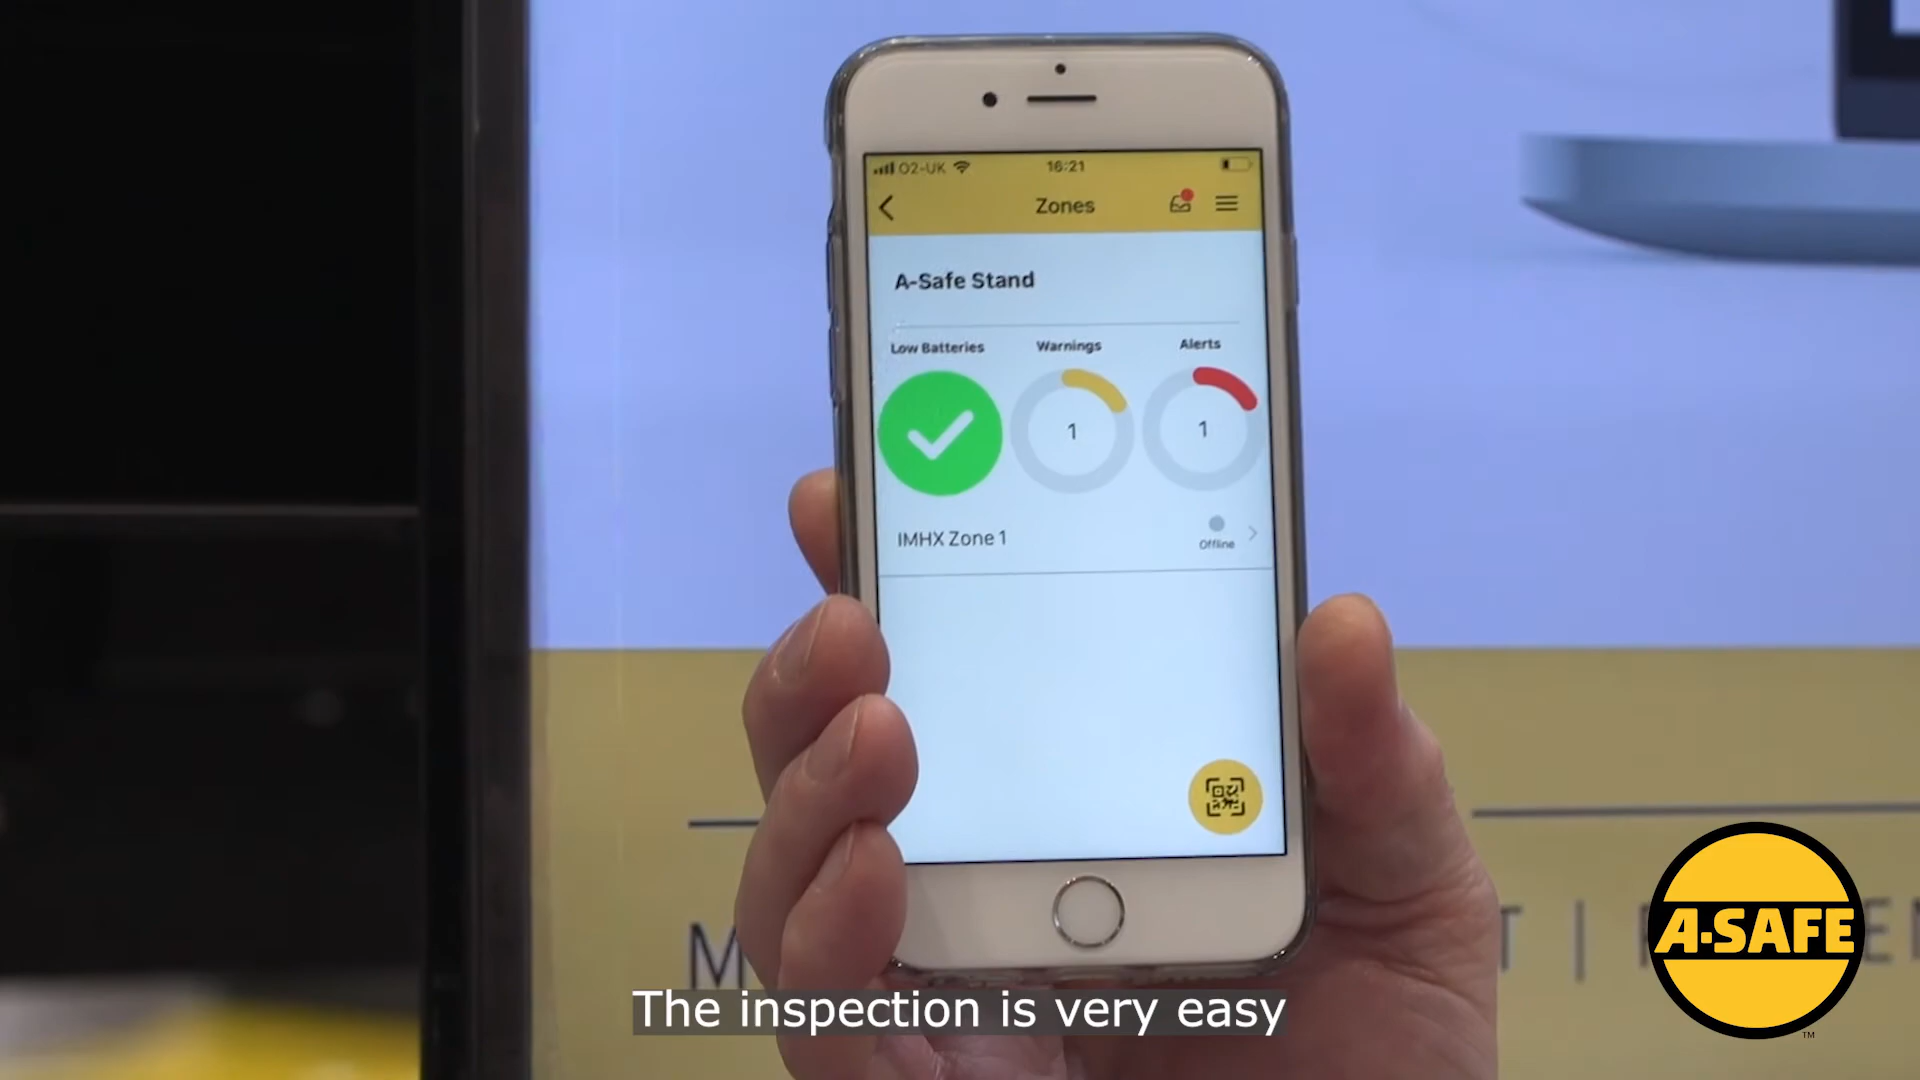 O2-UK 16:21
Zones
A-Safe Stand
Low Batteries Warnings Alerts
1 1
IMHX Zone 1
Offline
The inspection is very easy
A-SAFE
TM